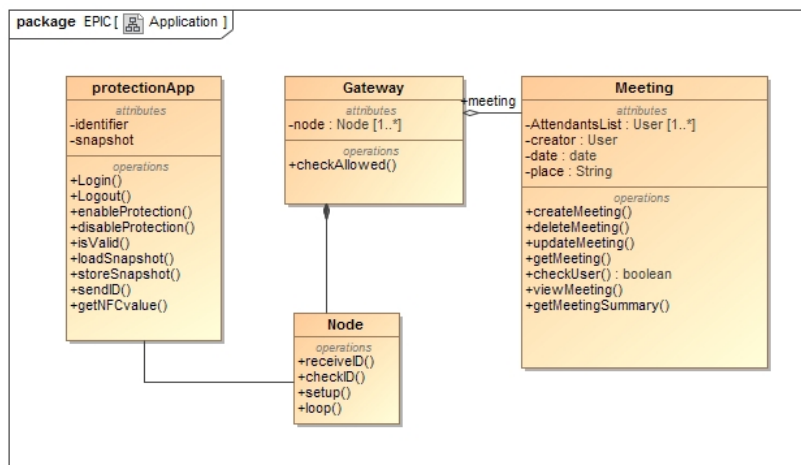 package EPIC [ Application ]
protectionApp
attributes
-identifier
-snapshot
operations
+Login()
+Logout()
+enableProtection()
+disableProtection()
+isValid()
+loadSnapshot()
+storeSnapshot()
+sendID()
+getNFCvalue()
Gateway
attributes
-node : Node [1..*]
operations
+checkAllowed()
+meeting
Meeting
attributes
-AttendantsList : User [1..*]
-creator : User
-date : date
-place : String
operations
+createMeeting()
+deleteMeeting()
+updateMeeting()
+getMeeting()
+checkUser() : boolean
+viewMeeting()
+getMeetingSummary()
Node
operations
+receiveID()
+checkID()
+setup()
+loop()